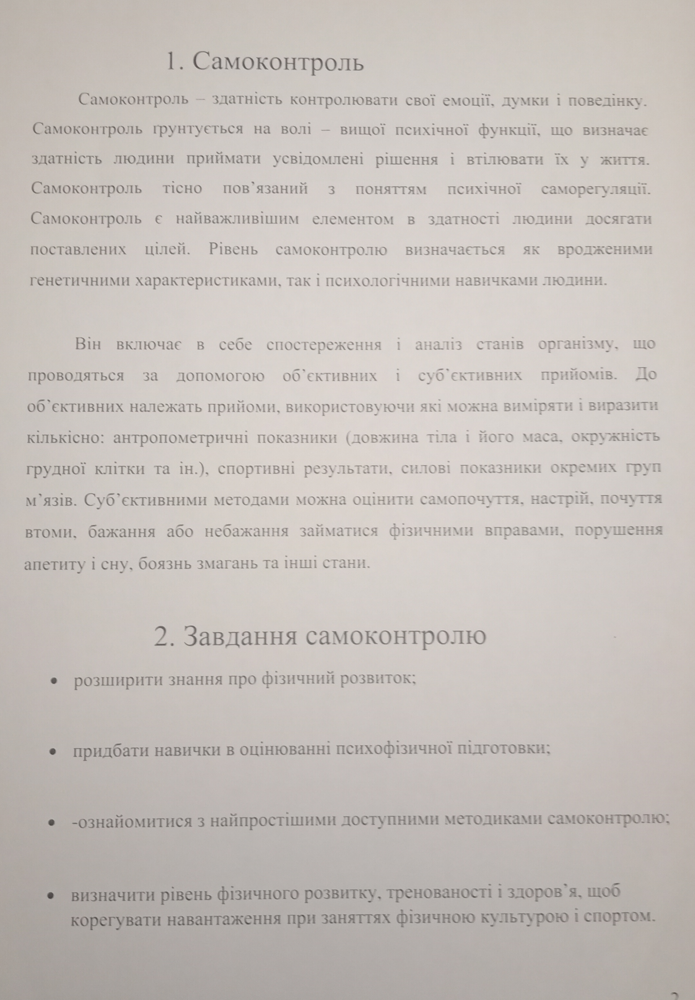 1. Самоконтроль
Самоконтроль – здатність контролювати свої емоції, думки і поведінку.
Самоконтроль ґрунтується на волі – вищої психічної функції, що визначає
здатність людини приймати усвідомлені рішення і втілювати їх у життя.
Самоконтроль тісно пов’язаний з поняттям психічної саморегуляції.
Самоконтроль є найважливішим елементом в здатності людини досягати
поставлених цілей. Рівень самоконтролю визначається як вродженими
генетичними характеристиками, так і психологічними навичками людини.
Він включає в себе спостереження і аналіз станів організму, що
проводяться за допомогою об’єктивних і суб’єктивних прийомів. До
об’єктивних належать прийоми, використовуючи які можна виміряти і виразити
кількісно: антропометричні показники (довжина тіла і його маса, окружність
грудної клітки та ін.), спортивні результати, силові показники окремих груп
м’язів. Суб’єктивними методами можна оцінити самопочуття, настрій, почуття
втоми, бажання або небажання займатися фізичними вправами, порушення
апетиту і сну, боязнь змагань та інші стани.
2. Завдання самоконтролю
• розширити знання про фізичний розвиток;
• придбати навички в оцінюванні психофізичної підготовки;
• -ознайомитися з найпростішими доступними методиками самоконтролю;
• визначити рівень фізичного розвитку, тренованості і здоров’я, щоб
корегувати навантаження при заняттях фізичною культурою і спортом.